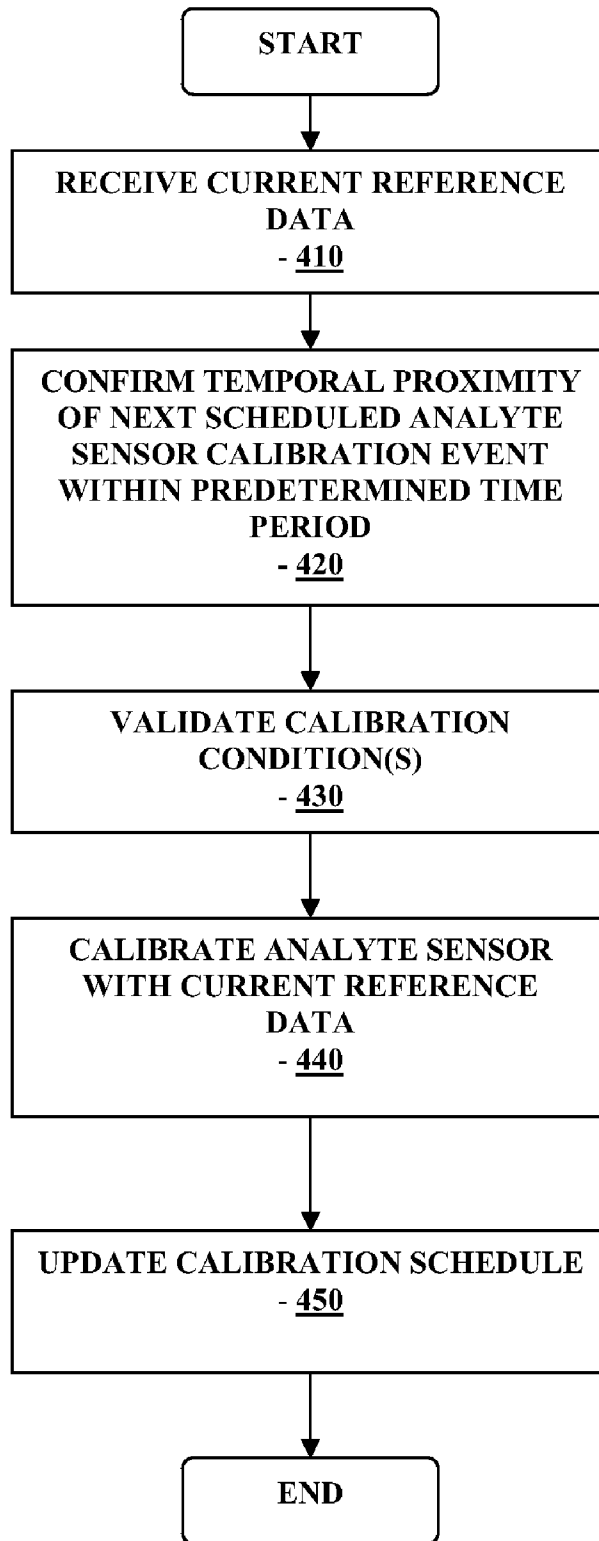 START
RECEIVE CURRENT REFERENCE
DATA
- 410
CONFIRM TEMPORAL PROXIMITY
OF NEXT SCHEDULED ANALYTE
SENSOR CALIBRATION EVENT
WITHIN PREDETERMINED TIME
PERIOD
- 420
VALIDATE CALIBRATION
CONDITION(S)
- 430
CALIBRATE ANALYTE SENSOR
WITH CURRENT REFERENCE
DATA
- 440
UPDATE CALIBRATION SCHEDULE
- 450
END